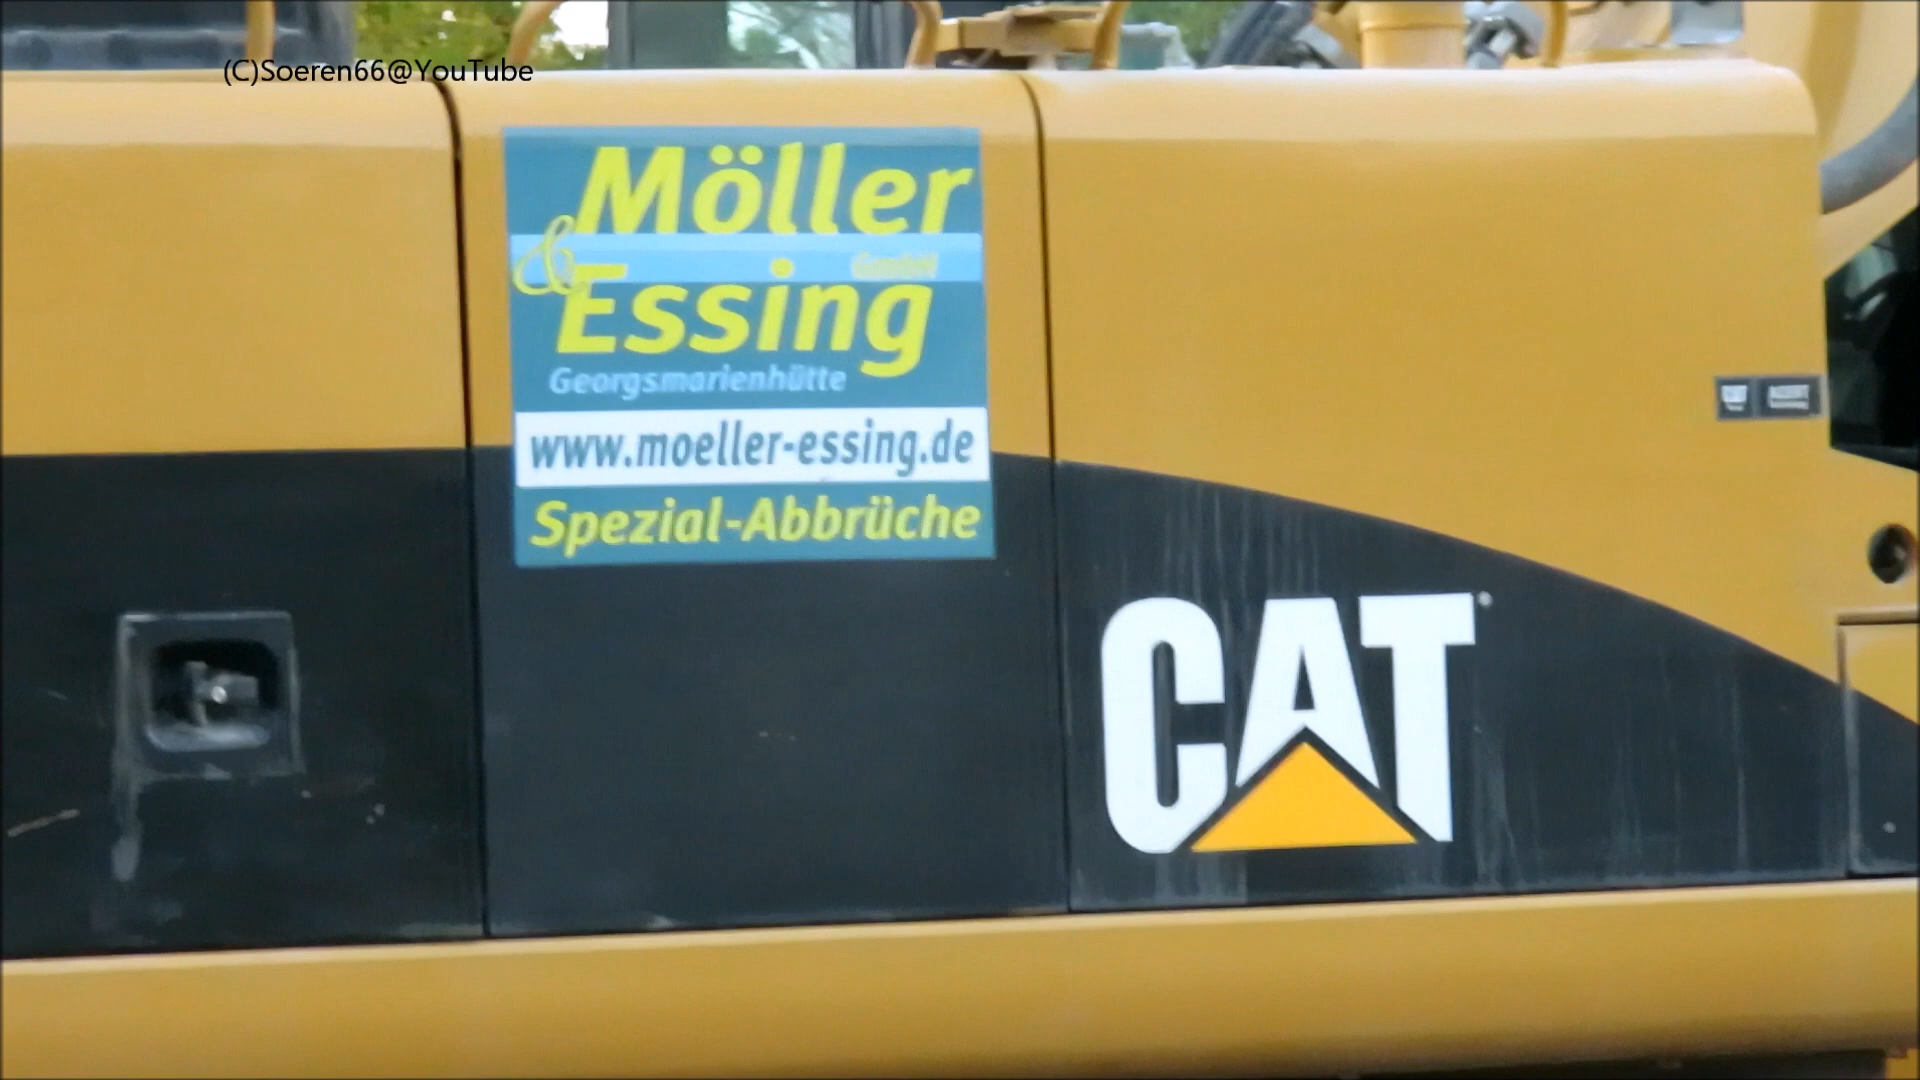 (C)Soeren66@YouTube
Möller
&
GmbH
Essing
Georgsmarienhütte
www.moeller-essing.de
Spezial-Abbrüche
CAT